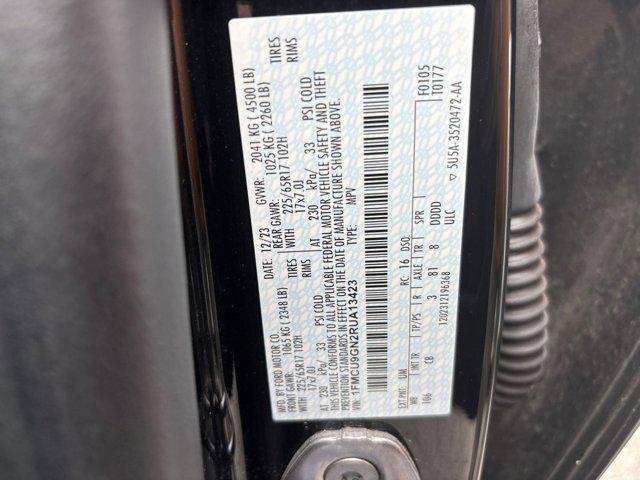 MFD. BY FORD MOTOR CO. DATE: 12/23 GVWR: 2041 KG ( 4500 LB)
FRONT GAWR: 1065 KG ( 2348 LB) REAR GAWR: 1025 KG ( 2260 LB)
WITH 225/65R17 102H TIRES WITH 225/65R17 102H TIRES
17x7.0J RIMS 17x7.0J RIMS
AT 230 kPa/ 33 PSI COLD AT 230 kPa/ 33 PSI COLD
THIS VEHICLE CONFORMS TO ALL APPLICABLE FEDERAL MOTOR VEHICLE SAFETY AND THEFT
PREVENTION STANDARDS IN EFFECT ON THE DATE OF MANUFACTURE SHOWN ABOVE.
VIN: 1FMCU9GN2RUA13423 TYPE: MPV
F0105
T0177
EXT PNT: UM RC: 16 DSO:
WB INT TR TP/PS R AXLE TR SPR
106 CB 3 81 8 DDDD
ULC
1202312196368 ▽ 5U5A-3520472-AA